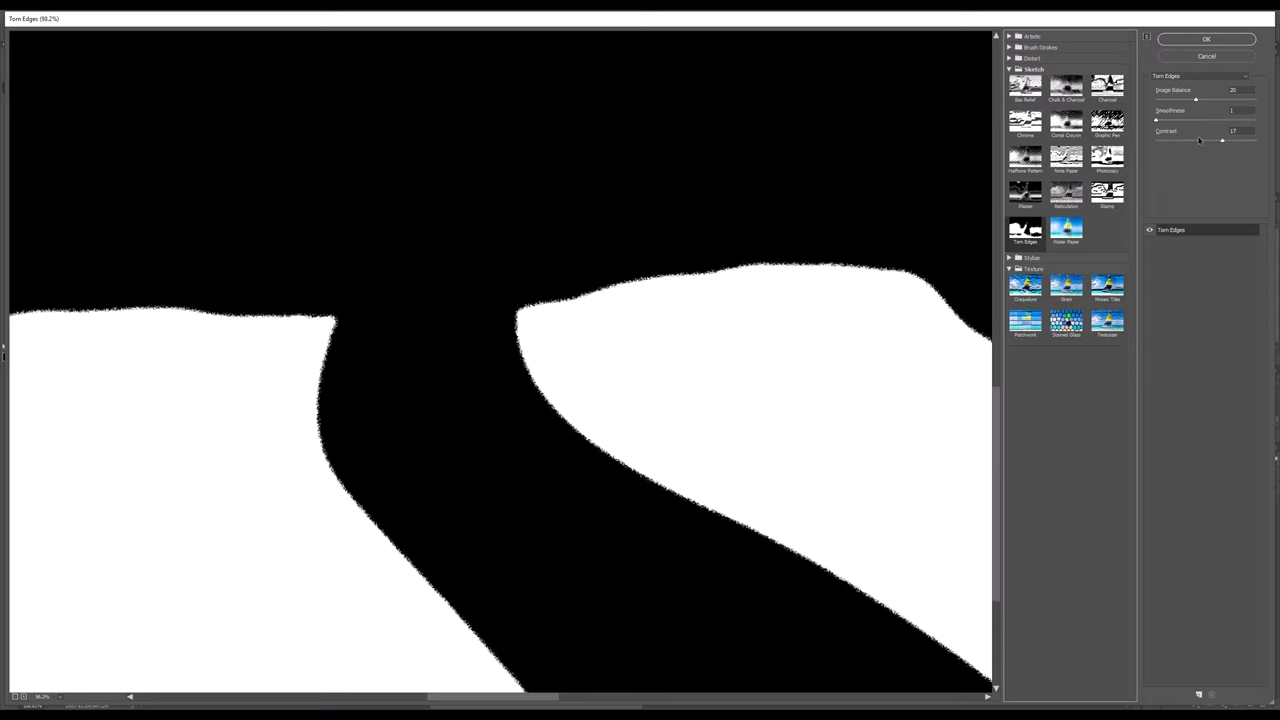 Torn Edges (98.2%)
Artistic
Brush Strokes
Distort
Sketch
Bas Relief
Chalk & Charcoal
Charcoal
Chrome
Conté Crayon
Graphic Pen
Halftone Pattern
Note Paper
Photocopy
Plaster
Reticulation
Stamp
Torn Edges
Water Paper
Stylize
Texture
Craquelure
Grain
Mosaic Tiles
Patchwork
Stained Glass
Texturizer
OK
Cancel
Torn Edges
Image Balance 20
Smoothness 1
Contrast 17
Torn Edges
98.2%